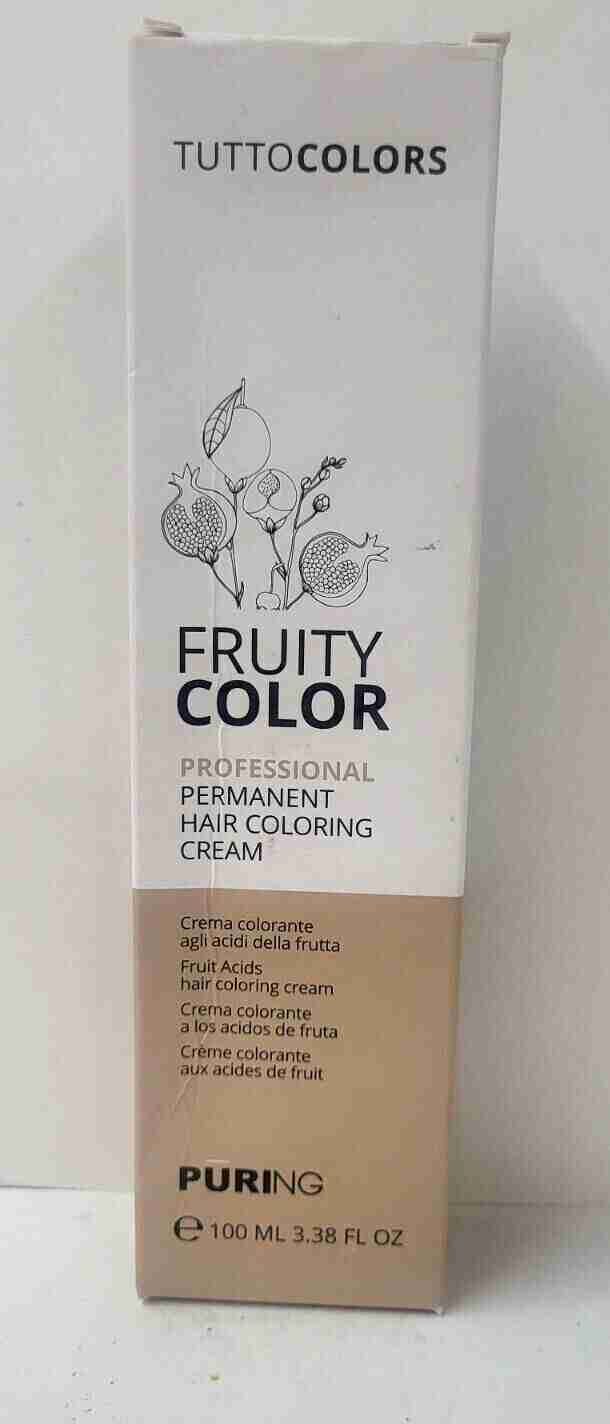 TUTTOCOLORS
FRUITY
COLOR
PROFESSIONAL
PERMANENT
HAIR COLORING
CREAM
Crema colorante
agli acidi della frutta
Fruit Acids
hair coloring cream
Crema colorante
a los acidos de fruta
Crème colorante
aux acides de fruit
PURING
℮ 100 ML 3.38 FL OZ